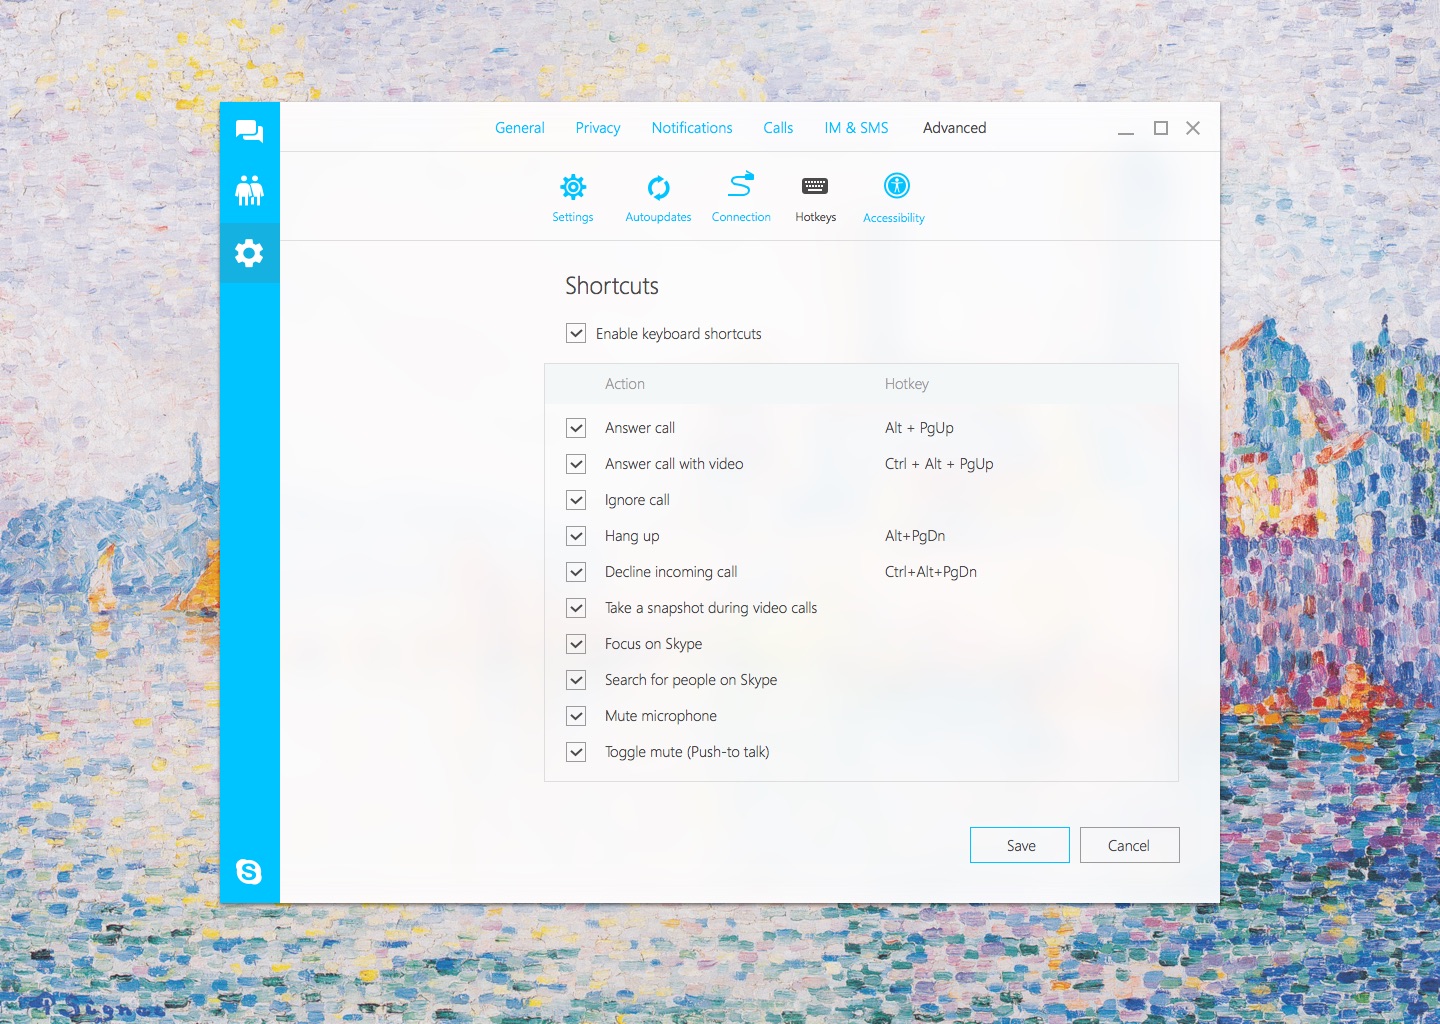 General Privacy Notifications Calls IM & SMS Advanced
Settings Autoupdates Connection Hotkeys Accessibility
Shortcuts
Enable keyboard shortcuts
Action Hotkey
Answer call Alt + PgUp
Answer call with video Ctrl + Alt + PgUp
Ignore call
Hang up Alt+PgDn
Decline incoming call Ctrl+Alt+PgDn
Take a snapshot during video calls
Focus on Skype
Search for people on Skype
Mute microphone
Toggle mute (Push-to talk)
Save Cancel